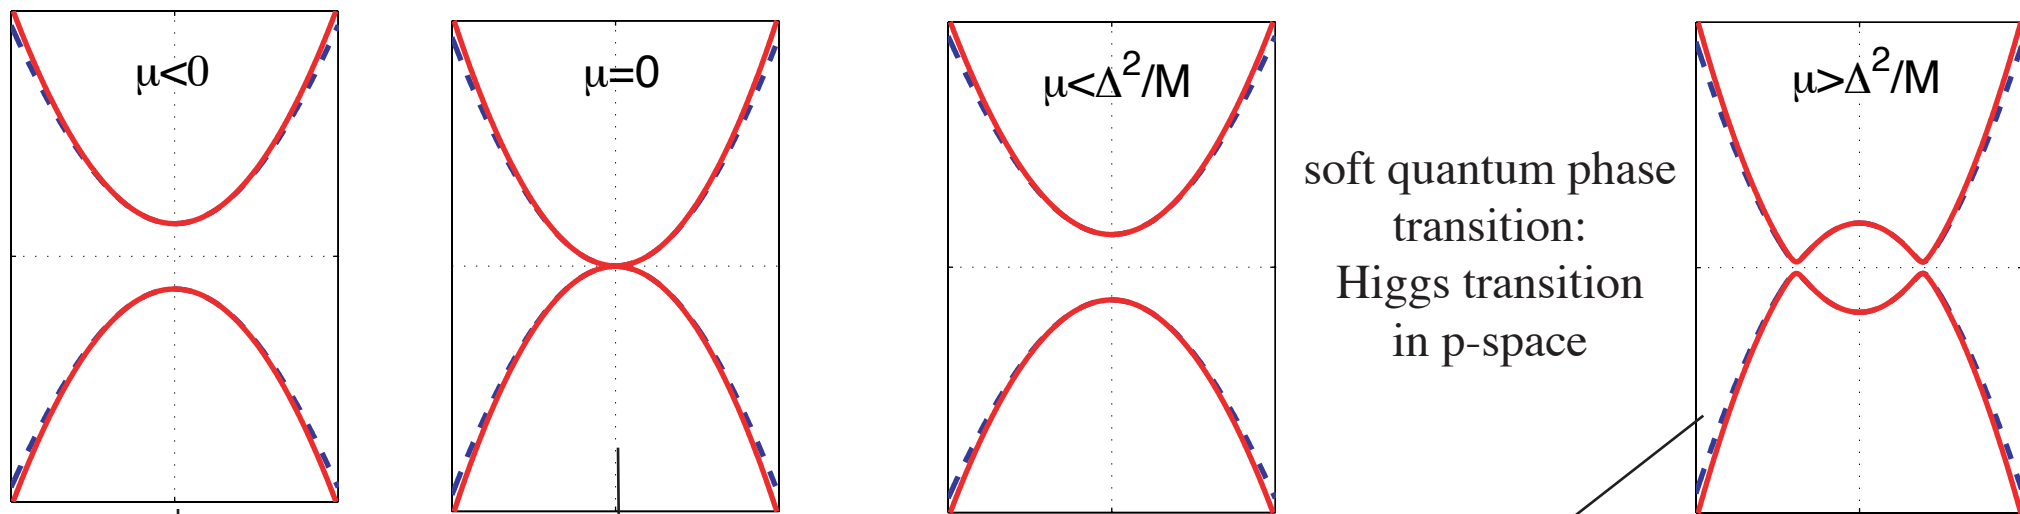 μ<0
μ=0
μ<Δ²/M
soft quantum phase
transition:
Higgs transition
in p-space
μ>Δ²/M